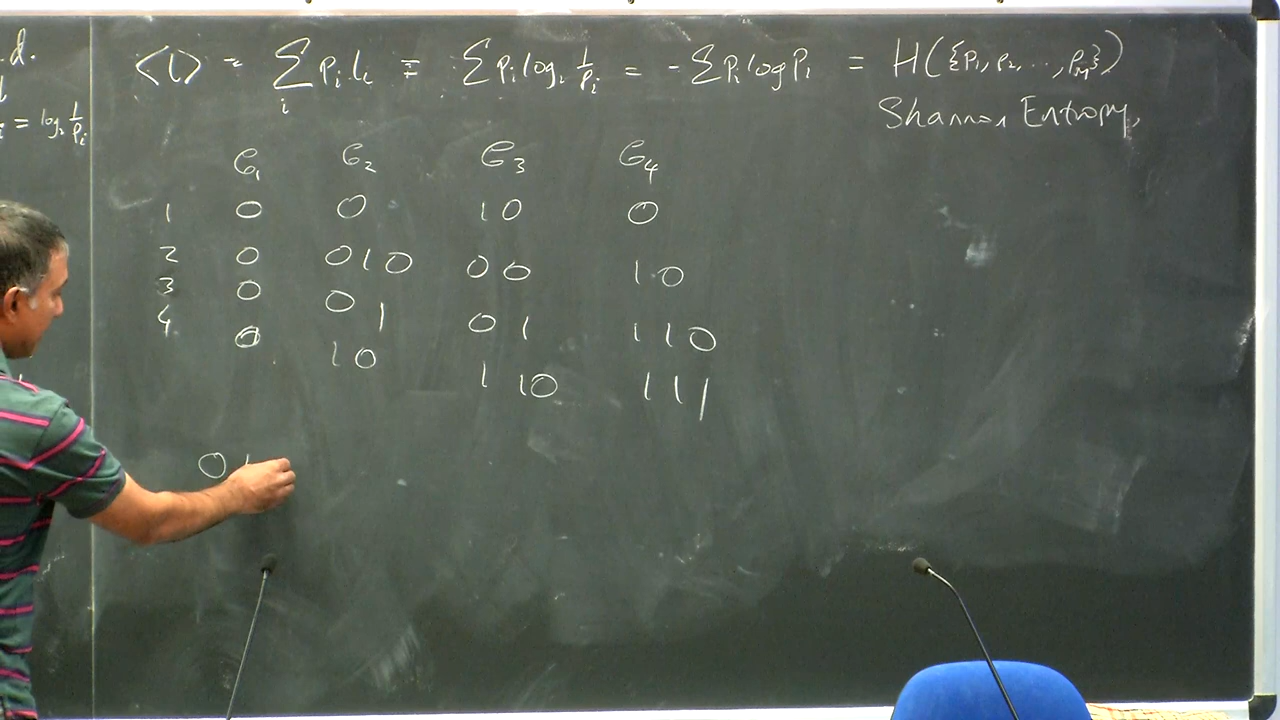 .d.
= log₂ 1/pᵢ
<l> = ∑ᵢ pᵢ lᵢ = ∑ pᵢ log₂ 1/pᵢ = -∑ pᵢ log pᵢ = H({p₁, p₂, .., p_M})
Shannon Entropy
C₁ C₂ C₃ C₄
1 0 0 10 0
2 0 010 00 10
3 0 01 01 110
4 0 10 110 111
0 1